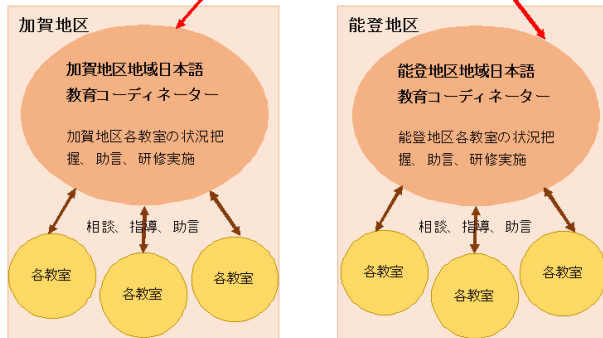 加賀地区
加賀地区地域日本語
教育コーディネーター
加賀地区各教室の状況把
握、助言、研修実施
相談、指導、助言
各教室
各教室
各教室
能登地区
能登地区地域日本語
教育コーディネーター
能登地区各教室の状況把
握、助言、研修実施
相談、指導、助言
各教室
各教室
各教室